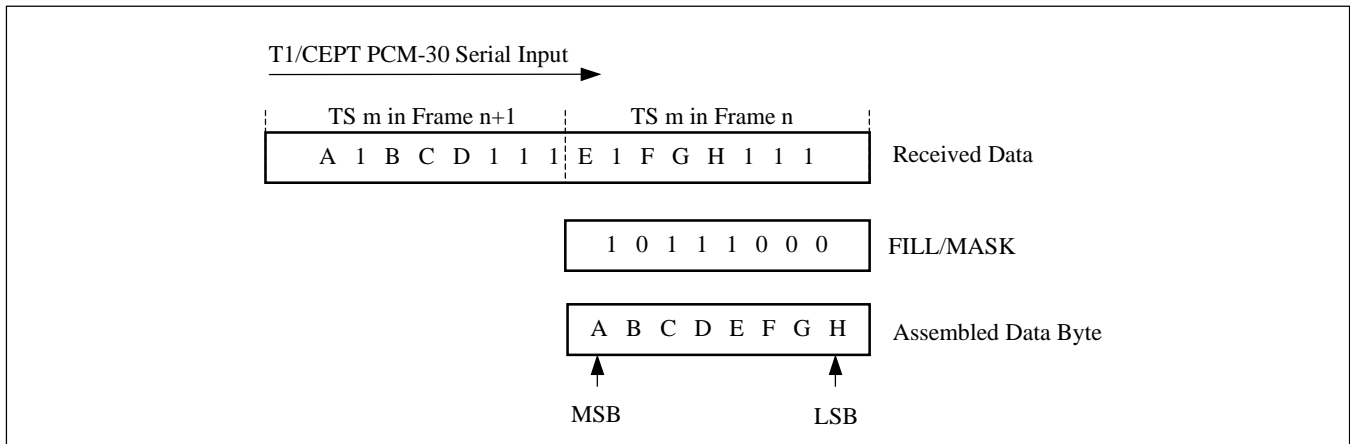 T1/CEPT PCM-30 Serial Input
TS m in Frame n+1 TS m in Frame n
A 1 B C D 1 1 1 E 1 F G H 1 1 1 Received Data
1 0 1 1 1 0 0 0 FILL/MASK
A B C D E F G H Assembled Data Byte
MSB LSB